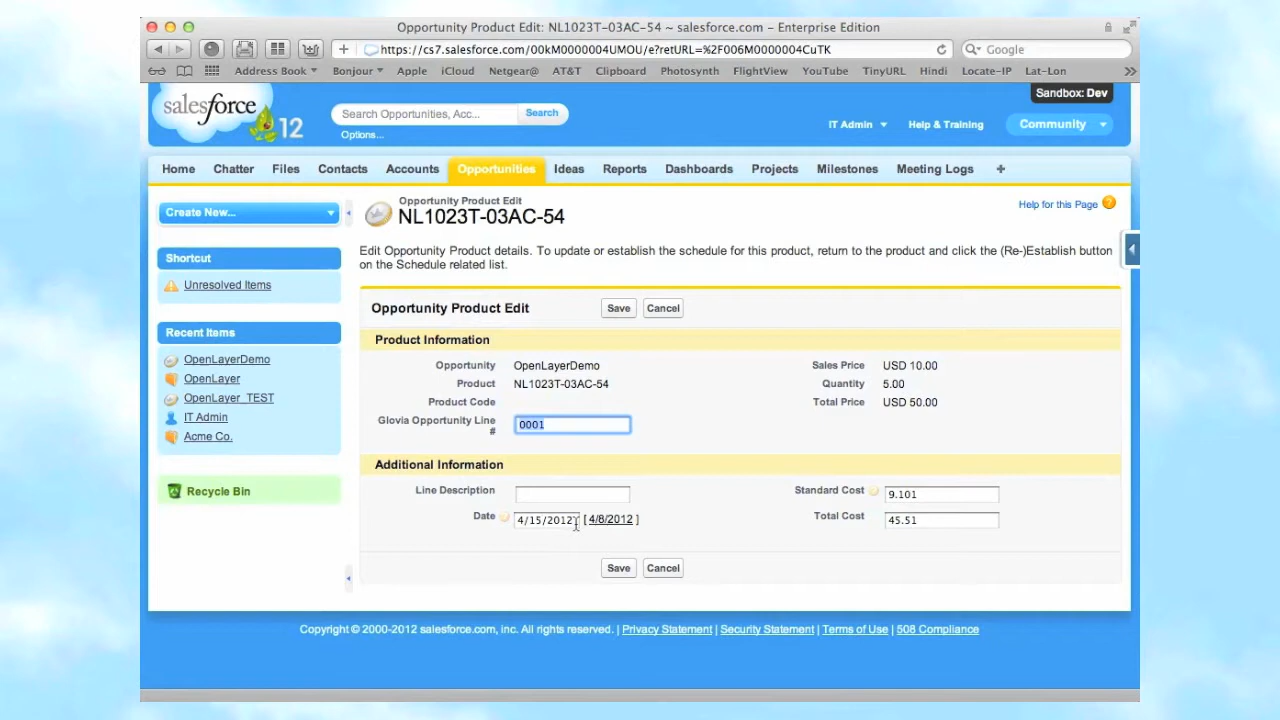 Opportunity Product Edit: NL1023T-03AC-54 ~ salesforce.com ~ Enterprise Edition
https://cs7.salesforce.com/00kM0000004UMOU/e?retURL=%2F006M0000004CuTK
Google
Address Book Bonjour Apple iCloud Netgear@ AT&T Clipboard Photosynth FlightView YouTube TinyURL Hindi Locate-IP Lat-Lon
Sandbox: Dev
salesforce 12
Search Opportunities, Acc... Search
Options...
IT Admin Help & Training Community
Home Chatter Files Contacts Accounts Opportunities Ideas Reports Dashboards Projects Milestones Meeting Logs +
Create New...
Shortcut
Unresolved Items
Recent Items
OpenLayerDemo
OpenLayer
OpenLayer_TEST
IT Admin
Acme Co.
Recycle Bin
Opportunity Product Edit
NL1023T-03AC-54
Help for this Page
Edit Opportunity Product details. To update or establish the schedule for this product, return to the product and click the (Re-)Establish button
on the Schedule related list.
Opportunity Product Edit Save Cancel
Product Information
Opportunity OpenLayerDemo Sales Price USD 10.00
Product NL1023T-03AC-54 Quantity 5.00
Product Code Total Price USD 50.00
Glovia Opportunity Line
# 0001
Additional Information
Line Description Standard Cost 9.101
Date 4/15/2012 [ 4/8/2012 ] Total Cost 45.51
Save Cancel
Copyright © 2000-2012 salesforce.com, inc. All rights reserved. | Privacy Statement | Security Statement | Terms of Use | 508 Compliance